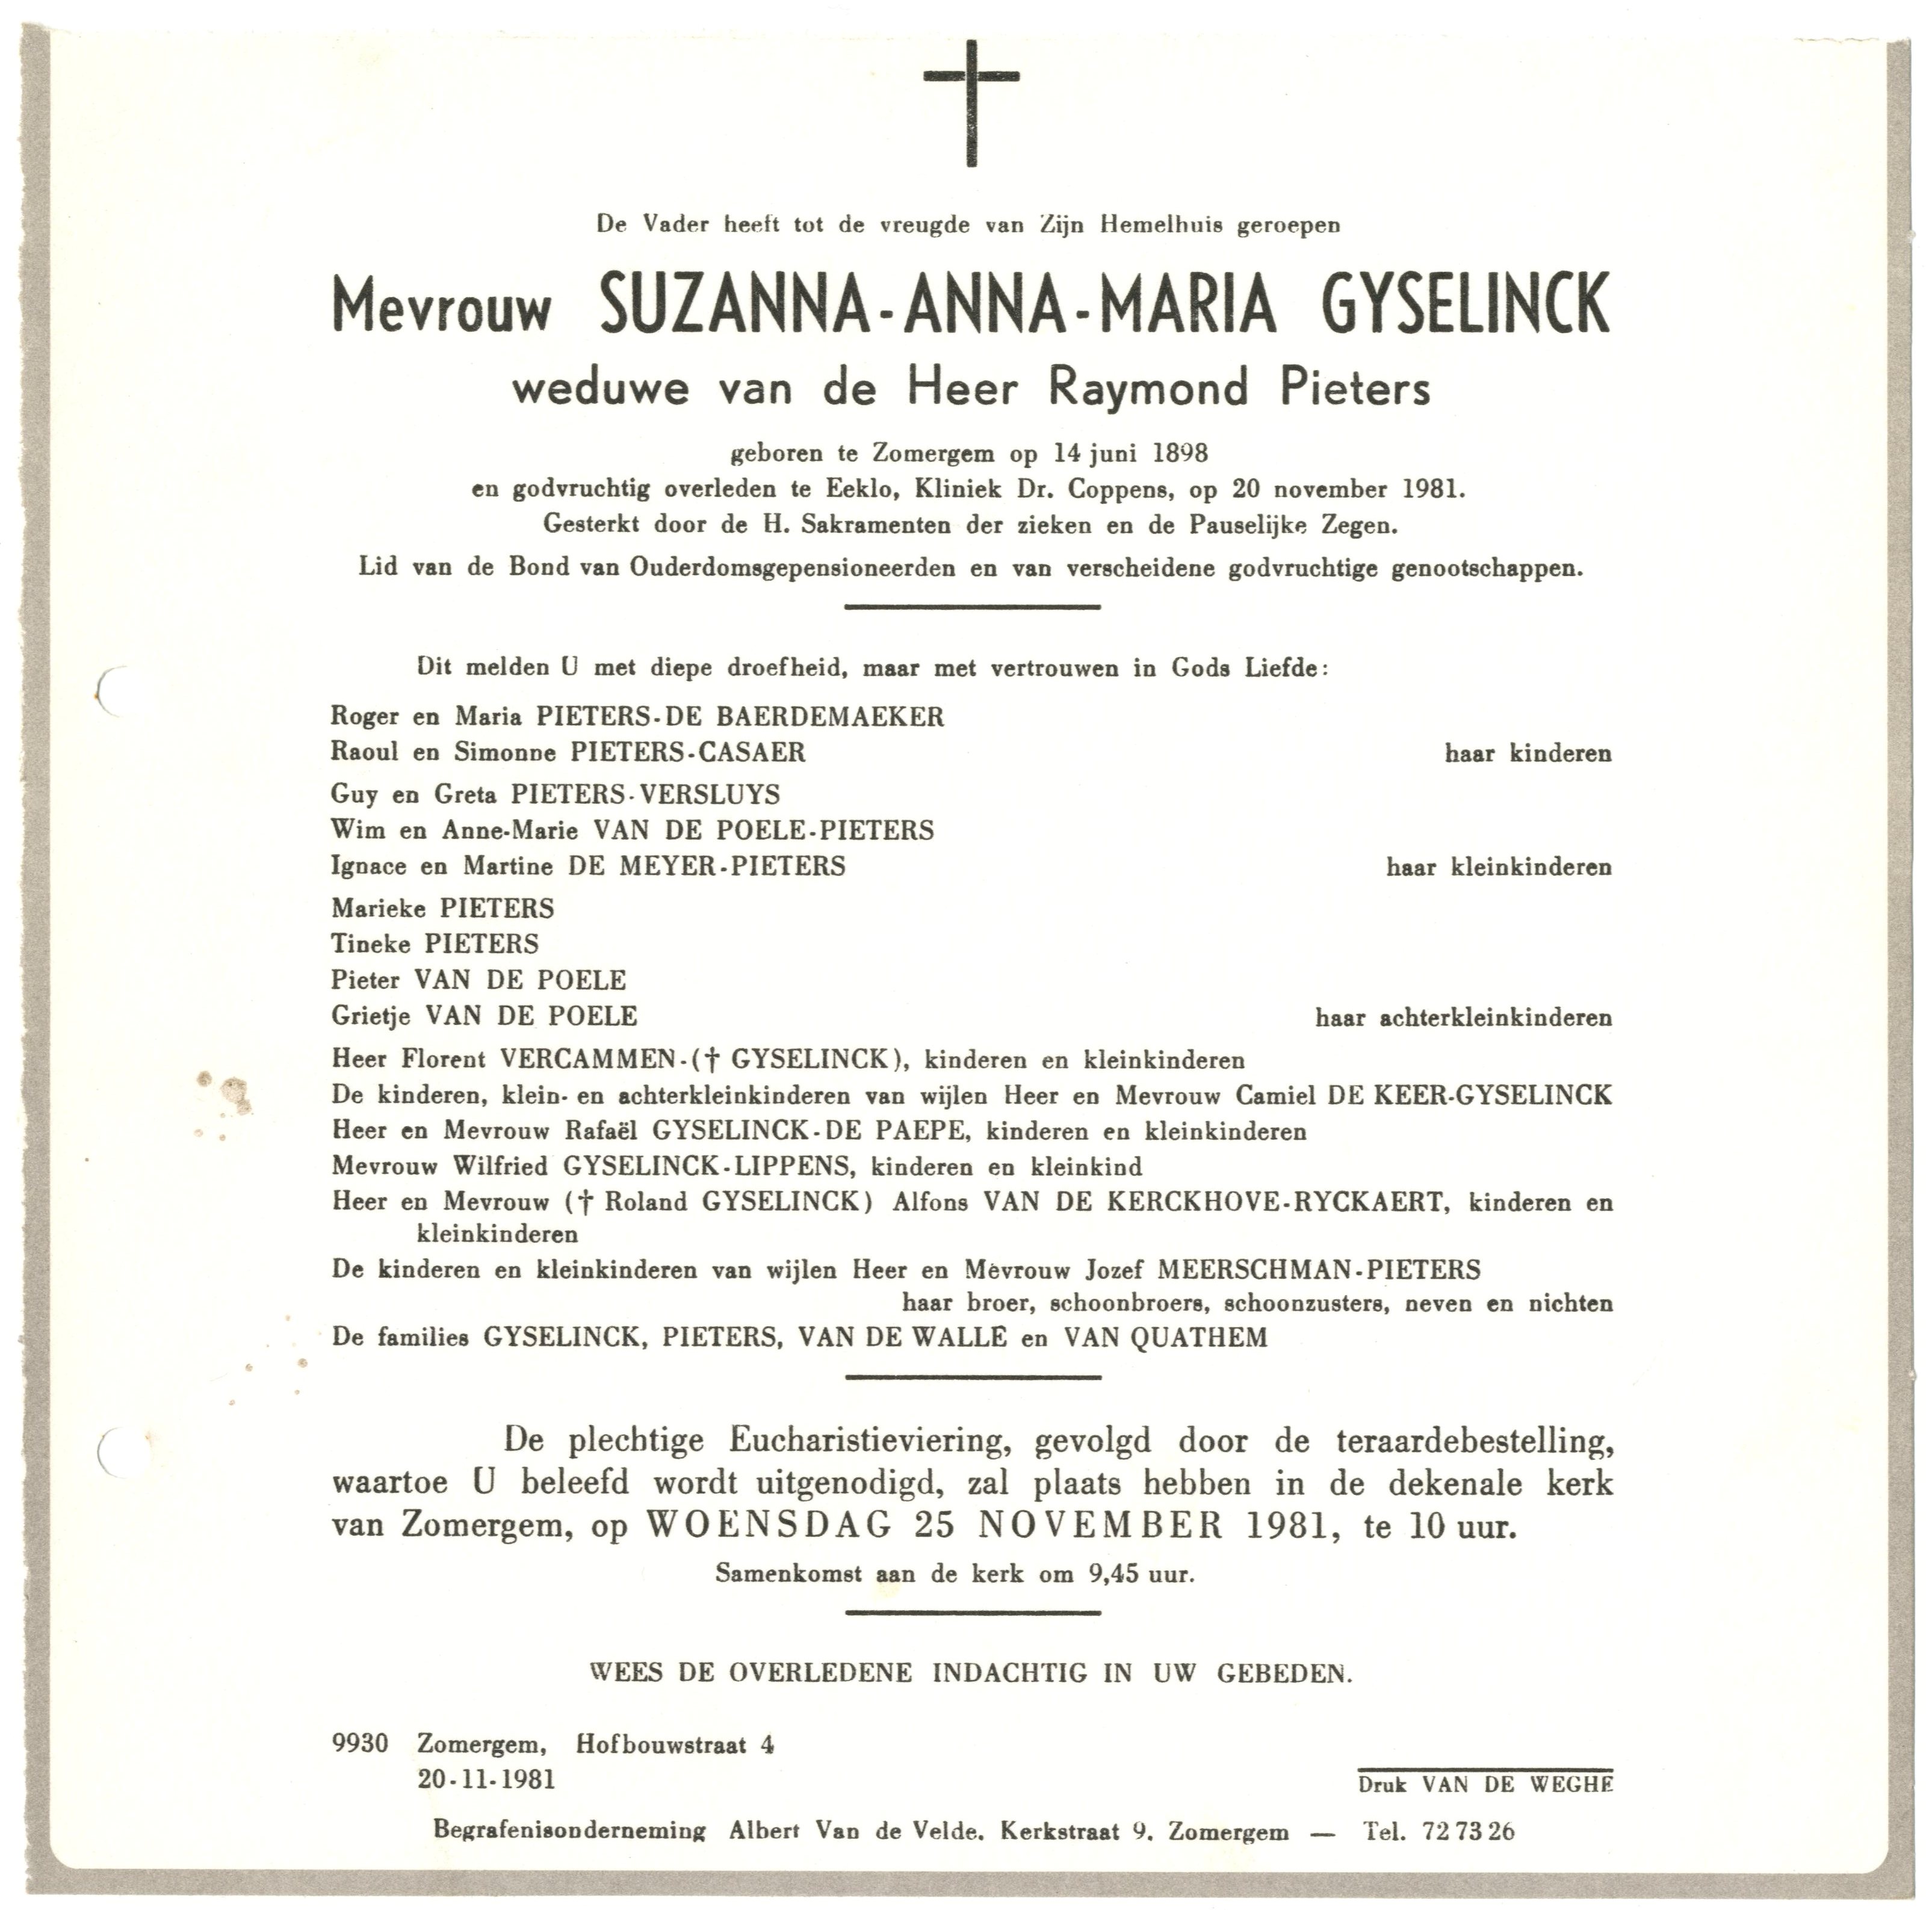 De Vader heeft tot de vreugde van Zijn Hemelhuis geroepen
Mevrouw SUZANNA-ANNA-MARIA GYSELINCK
weduwe van de Heer Raymond Pieters
geboren te Zomergem op 14 juni 1898
en godvruchtig overleden te Eeklo, Kliniek Dr. Coppens, op 20 november 1981.
Gesterkt door de H. Sakramenten der zieken en de Pauselijke Zegen.
Lid van de Bond van Ouderdomsgepensioneerden en van verscheidene godvruchtige genootschappen.
Dit melden U met diepe droefheid, maar met vertrouwen in Gods Liefde:
Roger en Maria PIETERS-DE BAERDEMAEKER
Raoul en Simonne PIETERS-CASAER haar kinderen
Guy en Greta PIETERS-VERSLUYS
Wim en Anne-Marie VAN DE POELE-PIETERS
Ignace en Martine DE MEYER-PIETERS haar kleinkinderen
Marieke PIETERS
Tineke PIETERS
Pieter VAN DE POELE
Grietje VAN DE POELE haar achterkleinkinderen
Heer Florent VERCAMMEN-(† GYSELINCK), kinderen en kleinkinderen
De kinderen, klein- en achterkleinkinderen van wijlen Heer en Mevrouw Camiel DE KEER-GYSELINCK
Heer en Mevrouw Rafaël GYSELINCK-DE PAEPE, kinderen en kleinkinderen
Mevrouw Wilfried GYSELINCK-LIPPENS, kinderen en kleinkind
Heer en Mevrouw († Roland GYSELINCK) Alfons VAN DE KERCKHOVE-RYCKAERT, kinderen en
kleinkinderen
De kinderen en kleinkinderen van wijlen Heer en Mevrouw Jozef MEERSCHMAN-PIETERS
haar broer, schoonbroers, schoonzusters, neven en nichten
De families GYSELINCK, PIETERS, VAN DE WALLE en VAN QUATHEM
De plechtige Eucharistieviering, gevolgd door de teraardebestelling,
waartoe U beleefd wordt uitgenodigd, zal plaats hebben in de dekenale kerk
van Zomergem, op WOENSDAG 25 NOVEMBER 1981, te 10 uur.
Samenkomst aan de kerk om 9,45 uur.
WEES DE OVERLEDENE INDACHTIG IN UW GEBEDEN.
9930 Zomergem, Hofbouwstraat 4
20-11-1981
Druk VAN DE WEGHE
Begrafenisonderneming Albert Van de Velde. Kerkstraat 9. Zomergem — Tel. 72 73 26